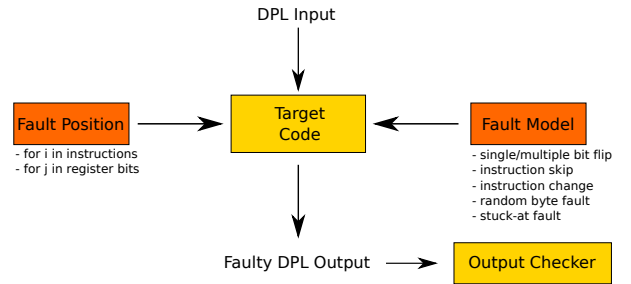 DPL Input
Fault Position
- for i in instructions
- for j in register bits
Target
Code
Fault Model
- single/multiple bit flip
- instruction skip
- instruction change
- random byte fault
- stuck-at fault
Faulty DPL Output
Output Checker